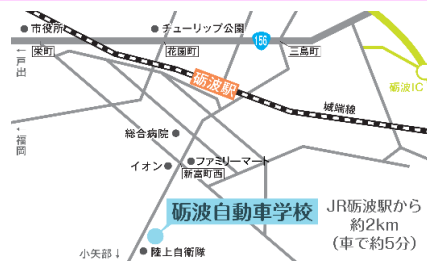 市役所
チューリップ公園
156
栄町
花園町
三島町
←戸出
砺波IC
砺波駅
城端線
←福岡
総合病院
イオン
ファミリーマート
新富町西
砺波自動車学校
JR砺波駅から
約2km
(車で約5分)
陸上自衛隊
小矢部↓